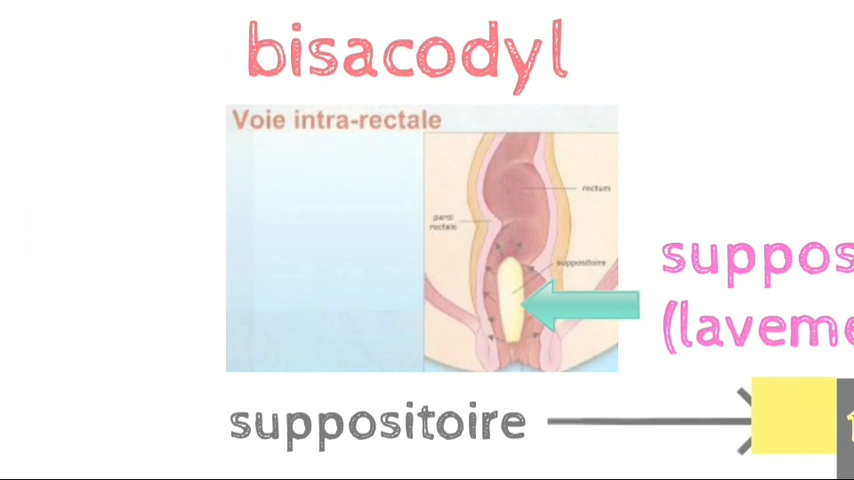 bisacodyl
Voie intra-rectale
rectum
paroi
rectale
suppositoire
suppos
(laveme
suppositoire